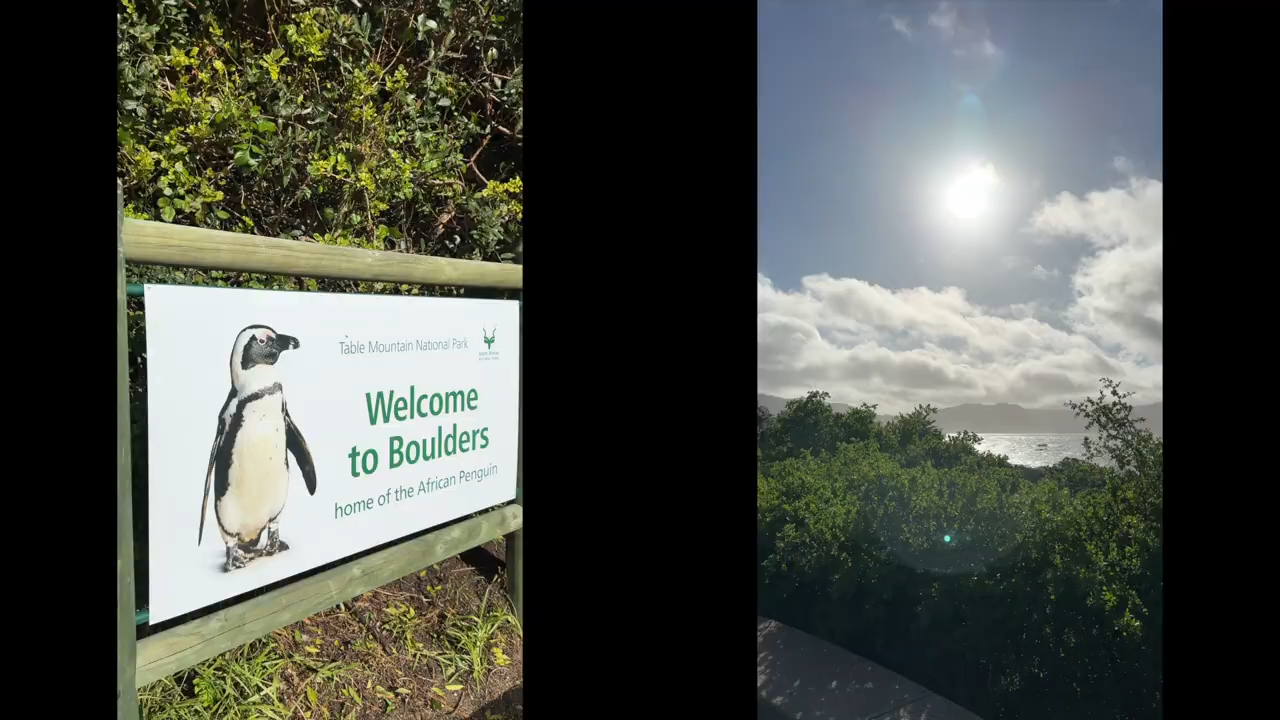 Table Mountain National Park
Welcome
to Boulders
home of the African Penguin